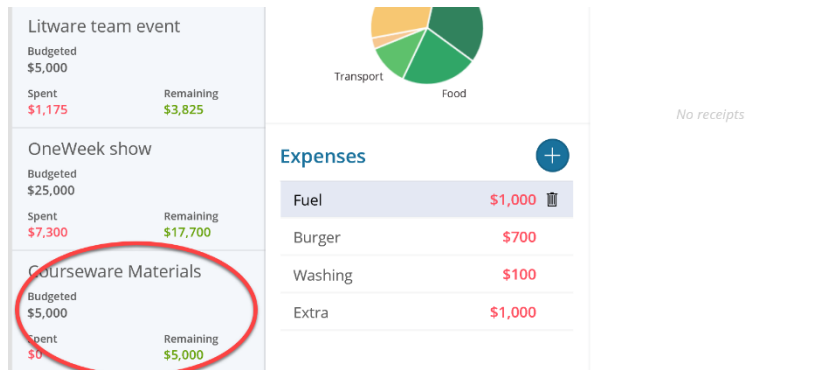 Litware team event
Budgeted
$5,000
Spent Remaining
$1,175 $3,825
OneWeek show
Budgeted
$25,000
Spent Remaining
$7,300 $17,700
Courseware Materials
Budgeted
$5,000
Spent Remaining
$0 $5,000
Transport
Food
Expenses
Fuel $1,000
Burger $700
Washing $100
Extra $1,000
No receipts